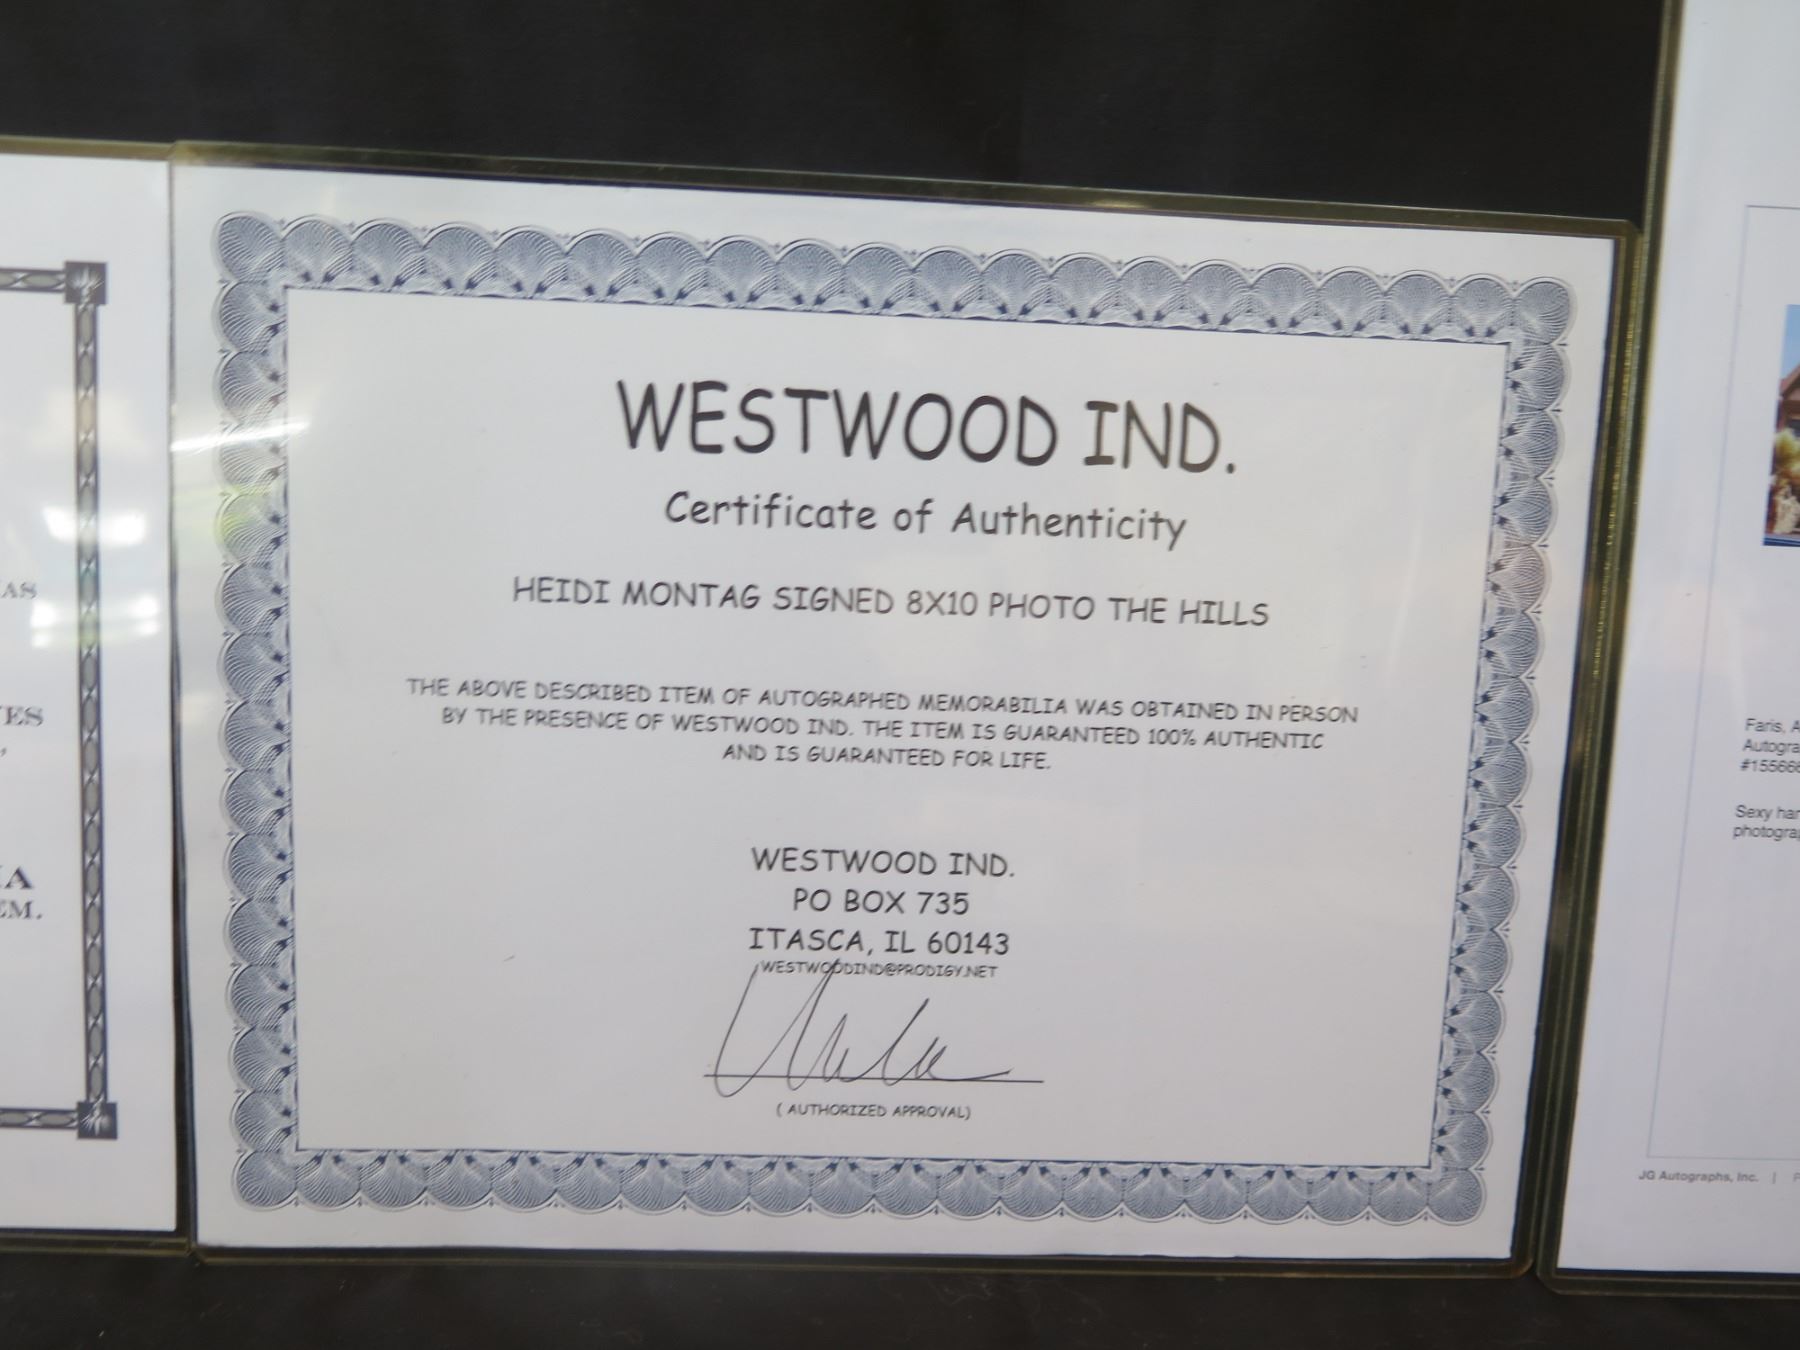 WESTWOOD IND.
Certificate of Authenticity
HEIDI MONTAG SIGNED 8X10 PHOTO THE HILLS
THE ABOVE DESCRIBED ITEM OF AUTOGRAPHED MEMORABILIA WAS OBTAINED IN PERSON
BY THE PRESENCE OF WESTWOOD IND. THE ITEM IS GUARANTEED 100% AUTHENTIC
AND IS GUARANTEED FOR LIFE.
WESTWOOD IND.
PO BOX 735
ITASCA, IL 60143
WESTWOODIND@PRODIGY.NET
( AUTHORIZED APPROVAL)
Faris,
Sexy
JG Autographs, Inc. |